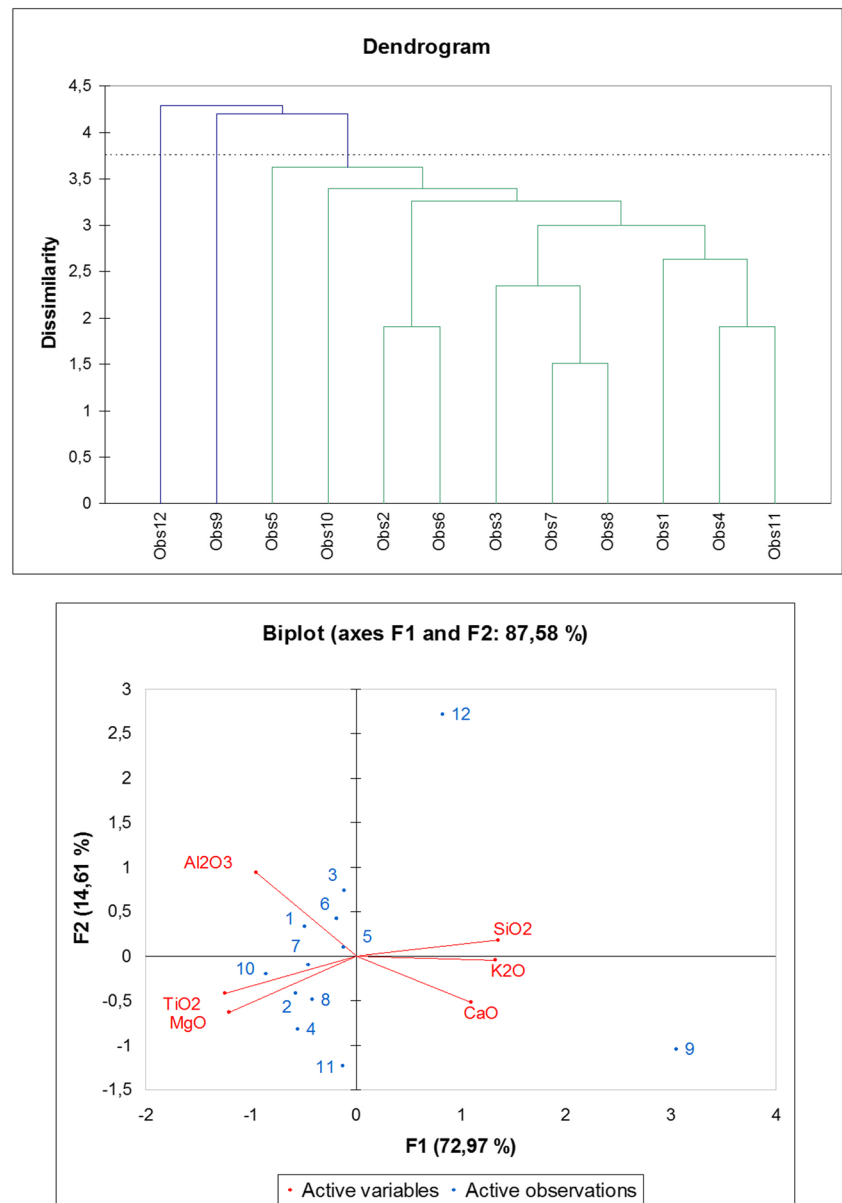 Dendrogram
Dissimilarity
4,5
4
3,5
3
2,5
2
1,5
1
0,5
0
Obs12
Obs9
Obs5
Obs10
Obs2
Obs6
Obs3
Obs7
Obs8
Obs1
Obs4
Obs11
Biplot (axes F1 and F2: 87,58 %)
F2 (14,61 %)
3
2,5
2
1,5
1
0,5
0
-0,5
-1
-1,5
12
Al2O3
3
6
1
5
7
SiO2
10
K2O
TiO2
2
8
CaO
MgO
4
9
11
-2
-1
0
1
2
3
4
F1 (72,97 %)
Active variables
Active observations